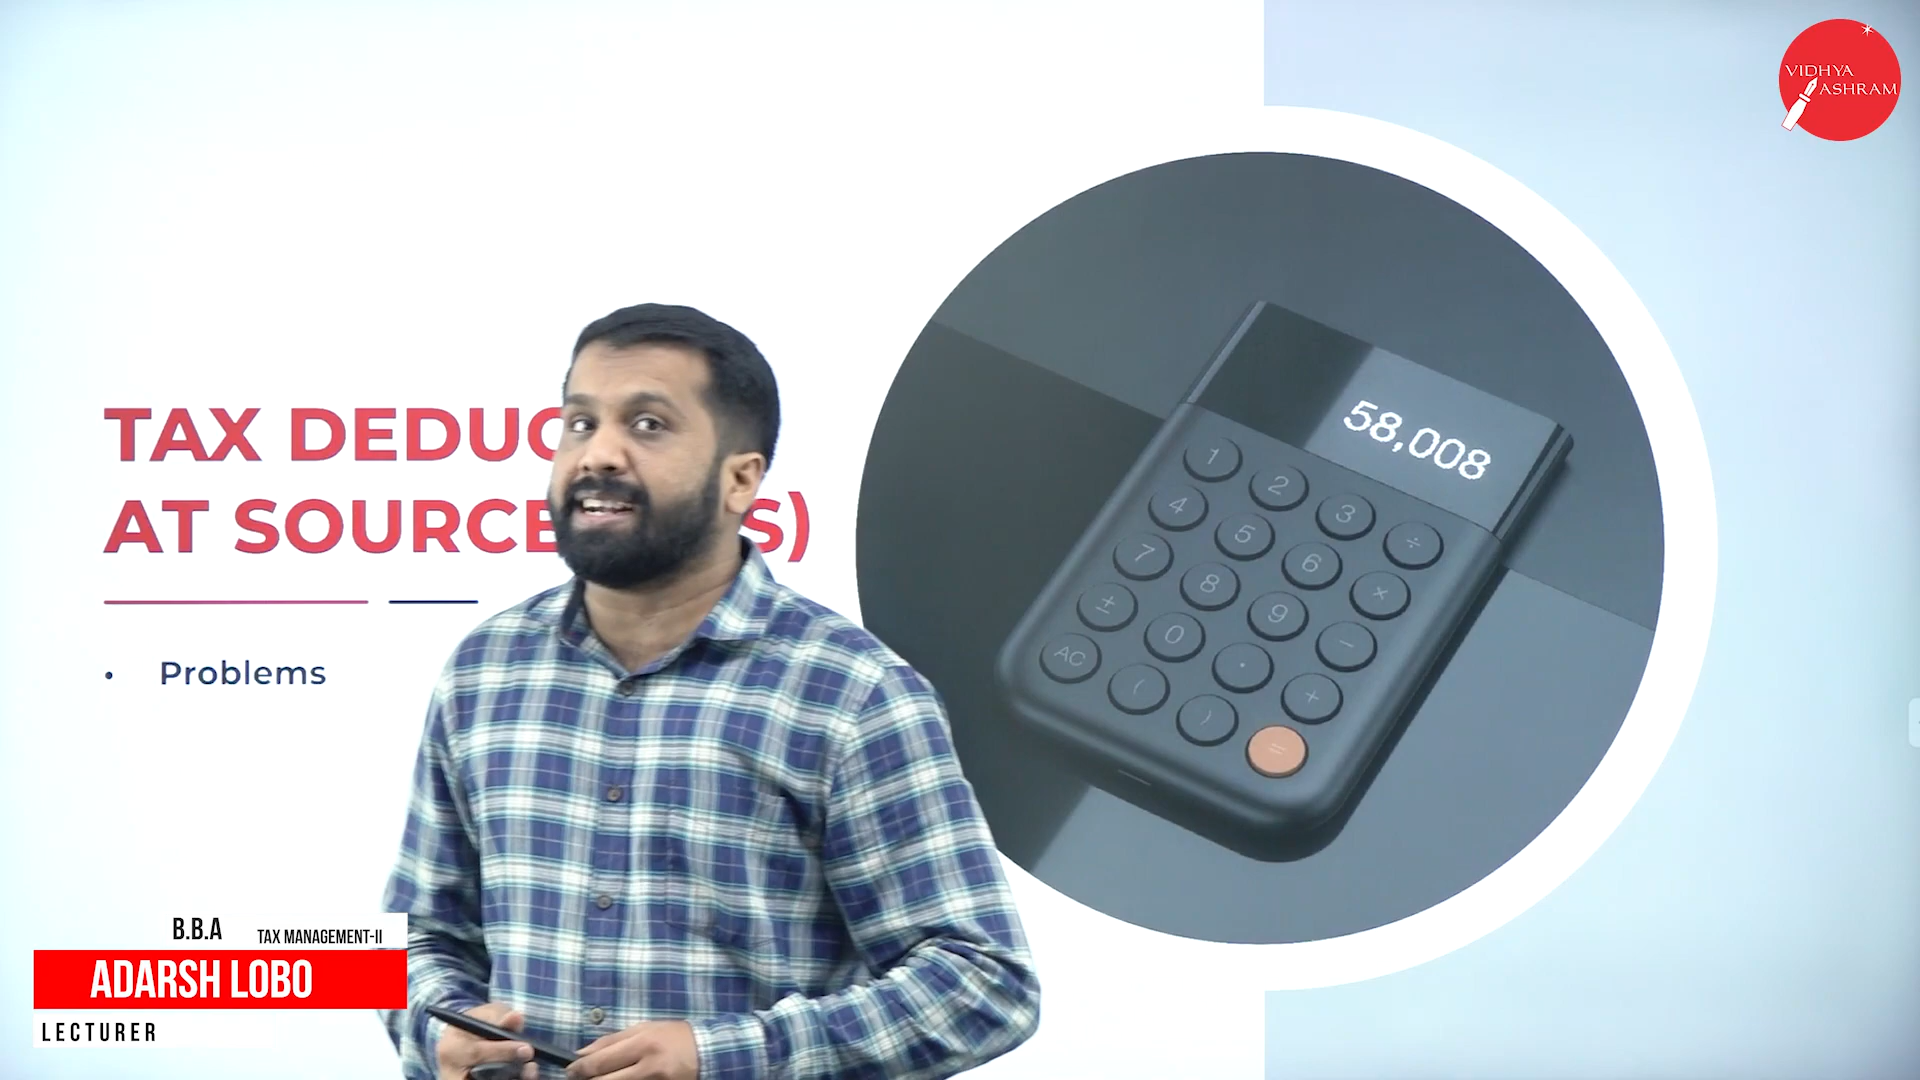 VIDHYA
ASHRAM
TAX DEDUC
AT SOURCE S)
• Problems
58,008
1
2
3
÷
4
5
6
×
7
8
9
−
±
0
.
+
AC
(
)
=
B.B.A TAX MANAGEMENT-II
ADARSH LOBO
LECTURER